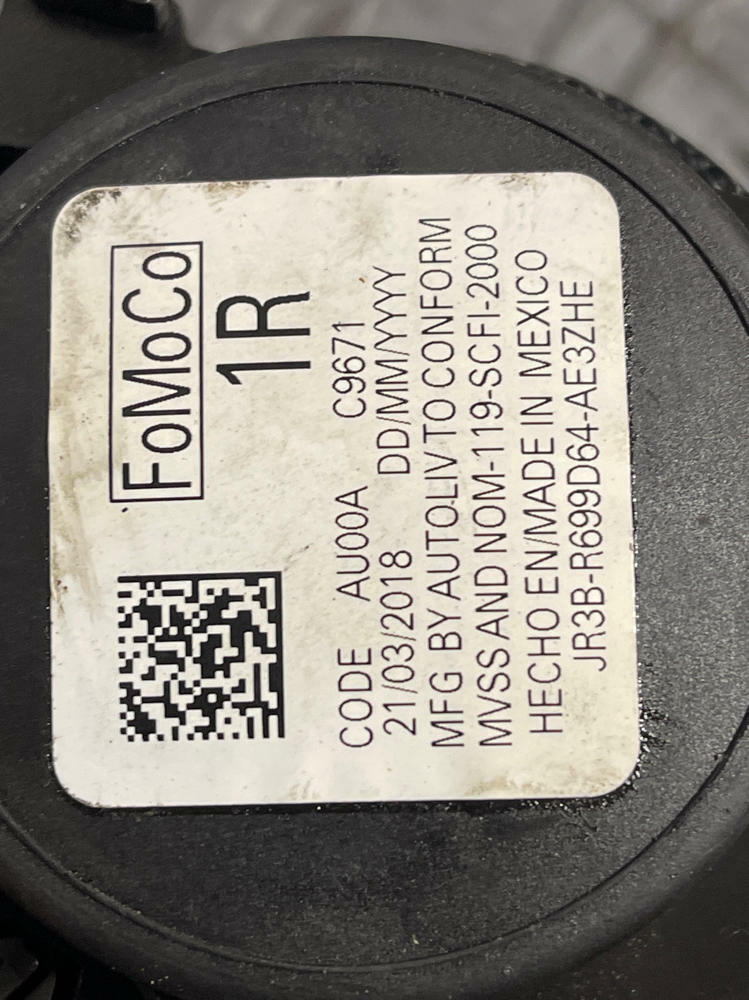 FoMoCo
1R
CODE AU00A C9671
21/03/2018 DD/MM/YYYY
MFG BY AUTOLIV TO CONFORM
MVSS AND NOM-119-SCFI-2000
HECHO EN/MADE IN MEXICO
JR3B-R699D64-AE3ZHE